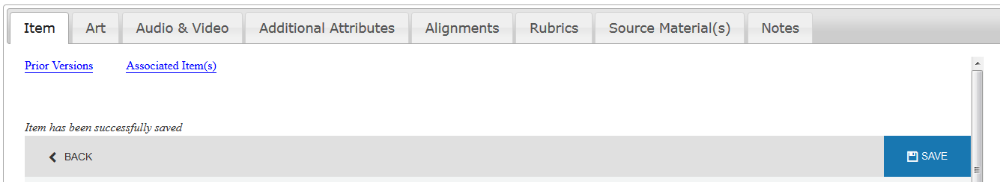 Item Art Audio & Video Additional Attributes Alignments Rubrics Source Material(s) Notes
Prior Versions Associated Item(s)
Item has been successfully saved
BACK SAVE